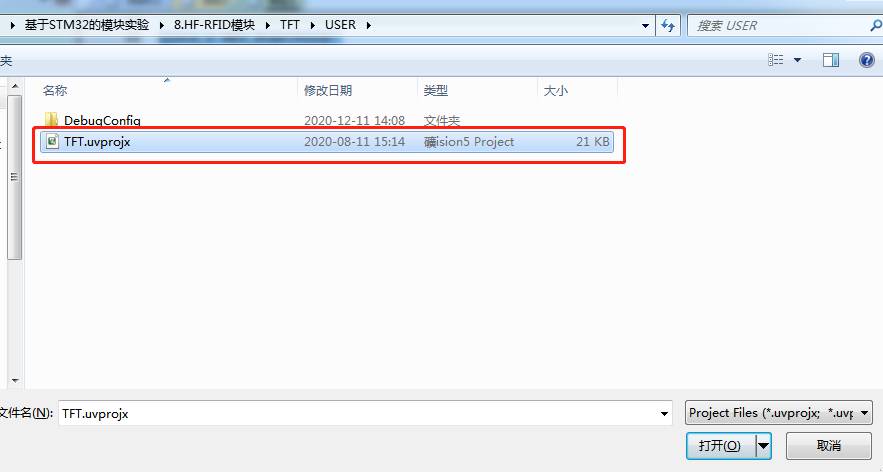 基于STM32的模块实验 8.HF-RFID模块 TFT USER 搜索 USER
夹
名称 修改日期 类型 大小
DebugConfig 2020-12-11 14:08 文件夹
TFT.uvprojx 2020-08-11 15:14 礦ision5 Project 21 KB
文件名(N): TFT.uvprojx Project Files (*.uvprojx; *.uvp
打开(O) 取消